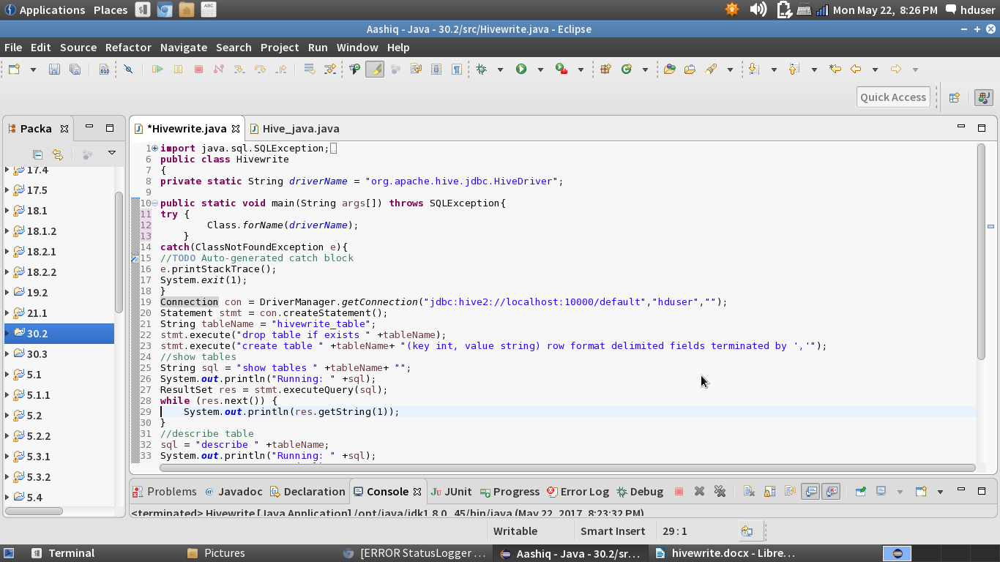 Applications Places Mon May 22, 8:26 PM hduser
Aashiq - Java - 30.2/src/Hivewrite.java - Eclipse
File Edit Source Refactor Navigate Search Project Run Window Help
Quick Access
Packa
*Hivewrite.java Hive_java.java
17.4
17.5
18.1
18.1.2
18.2.1
18.2.2
19.2
21.1
30.2
30.3
5.1
5.1.1
5.2
5.2.2
5.3.1
5.3.2
5.4
1 import java.sql.SQLException;
6 public class Hivewrite
7 {
8 private static String driverName = "org.apache.hive.jdbc.HiveDriver";
9
10 public static void main(String args[]) throws SQLException{
11 try {
12 Class.forName(driverName);
13 }
14 catch(ClassNotFoundException e){
15 //TODO Auto-generated catch block
16 e.printStackTrace();
17 System.exit(1);
18 }
19 Connection con = DriverManager.getConnection("jdbc:hive2://localhost:10000/default","hduser","");
20 Statement stmt = con.createStatement();
21 String tableName = "hivewrite_table";
22 stmt.execute("drop table if exists " +tableName);
23 stmt.execute("create table " +tableName+ "(key int, value string) row format delimited fields terminated by ','");
24 //show tables
25 String sql = "show tables " +tableName+ "";
26 System.out.println("Running: " +sql);
27 ResultSet res = stmt.executeQuery(sql);
28 while (res.next()) {
29 System.out.println(res.getString(1));
30 }
31 //describe table
32 sql = "describe " +tableName;
33 System.out.println("Running: " +sql);
Problems @ Javadoc Declaration Console JUnit Progress Error Log Debug
<terminated> Hivewrite [Java Application] /opt/java/jdk1.8.0_45/bin/java (May 22, 2017, 8:23:32 PM)
Writable Smart Insert 29 : 1
Terminal Pictures [ERROR StatusLogger ... Aashiq - Java - 30.2/sr... hivewrite.docx - Libre...